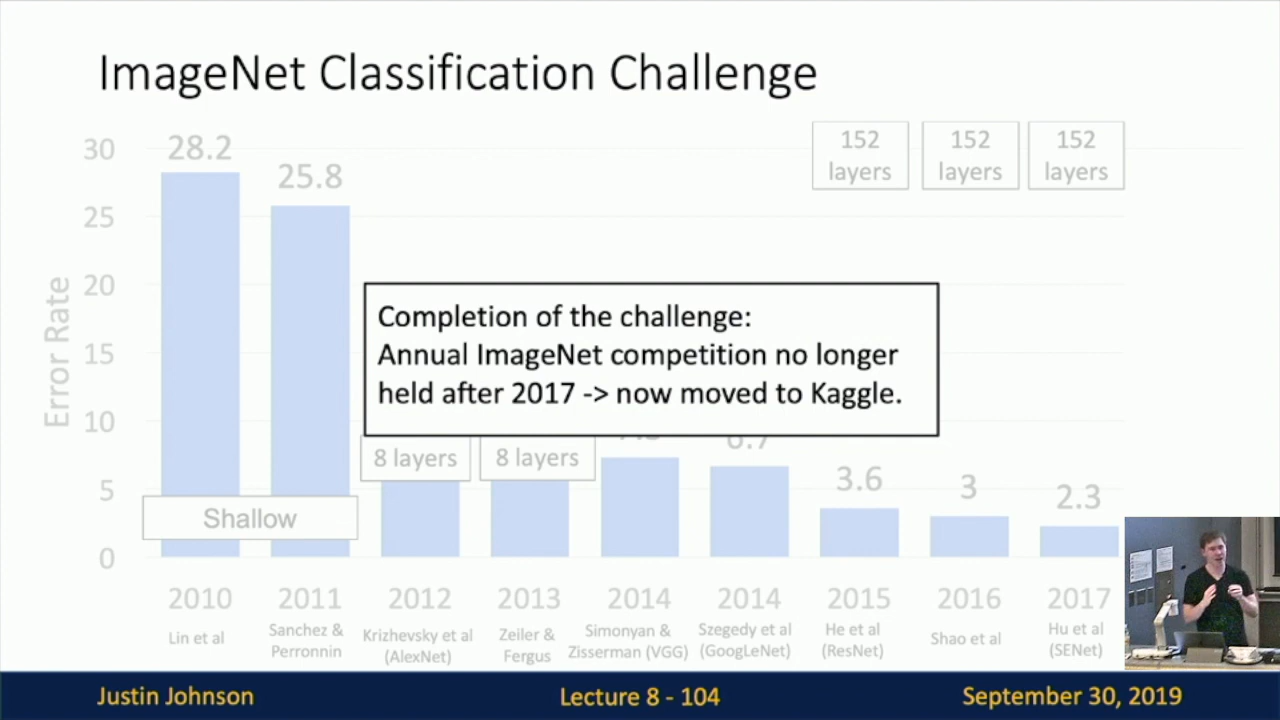 ImageNet Classification Challenge
30
25
20
15
10
5
0
Error Rate
28.2
25.8
6.7
3.6
3
2.3
152
layers
152
layers
152
layers
Completion of the challenge:
Annual ImageNet competition no longer
held after 2017 -> now moved to Kaggle.
8 layers
8 layers
Shallow
2010
2011
2012
2013
2014
2014
2015
2016
2017
Lin et al
Sanchez &
Perronnin
Krizhevsky et al
(AlexNet)
Zeiler &
Fergus
Simonyan &
Zisserman (VGG)
Szegedy et al
(GoogLeNet)
He et al
(ResNet)
Shao et al
Hu et al
(SENet)
Justin Johnson
Lecture 8 - 104
September 30, 2019